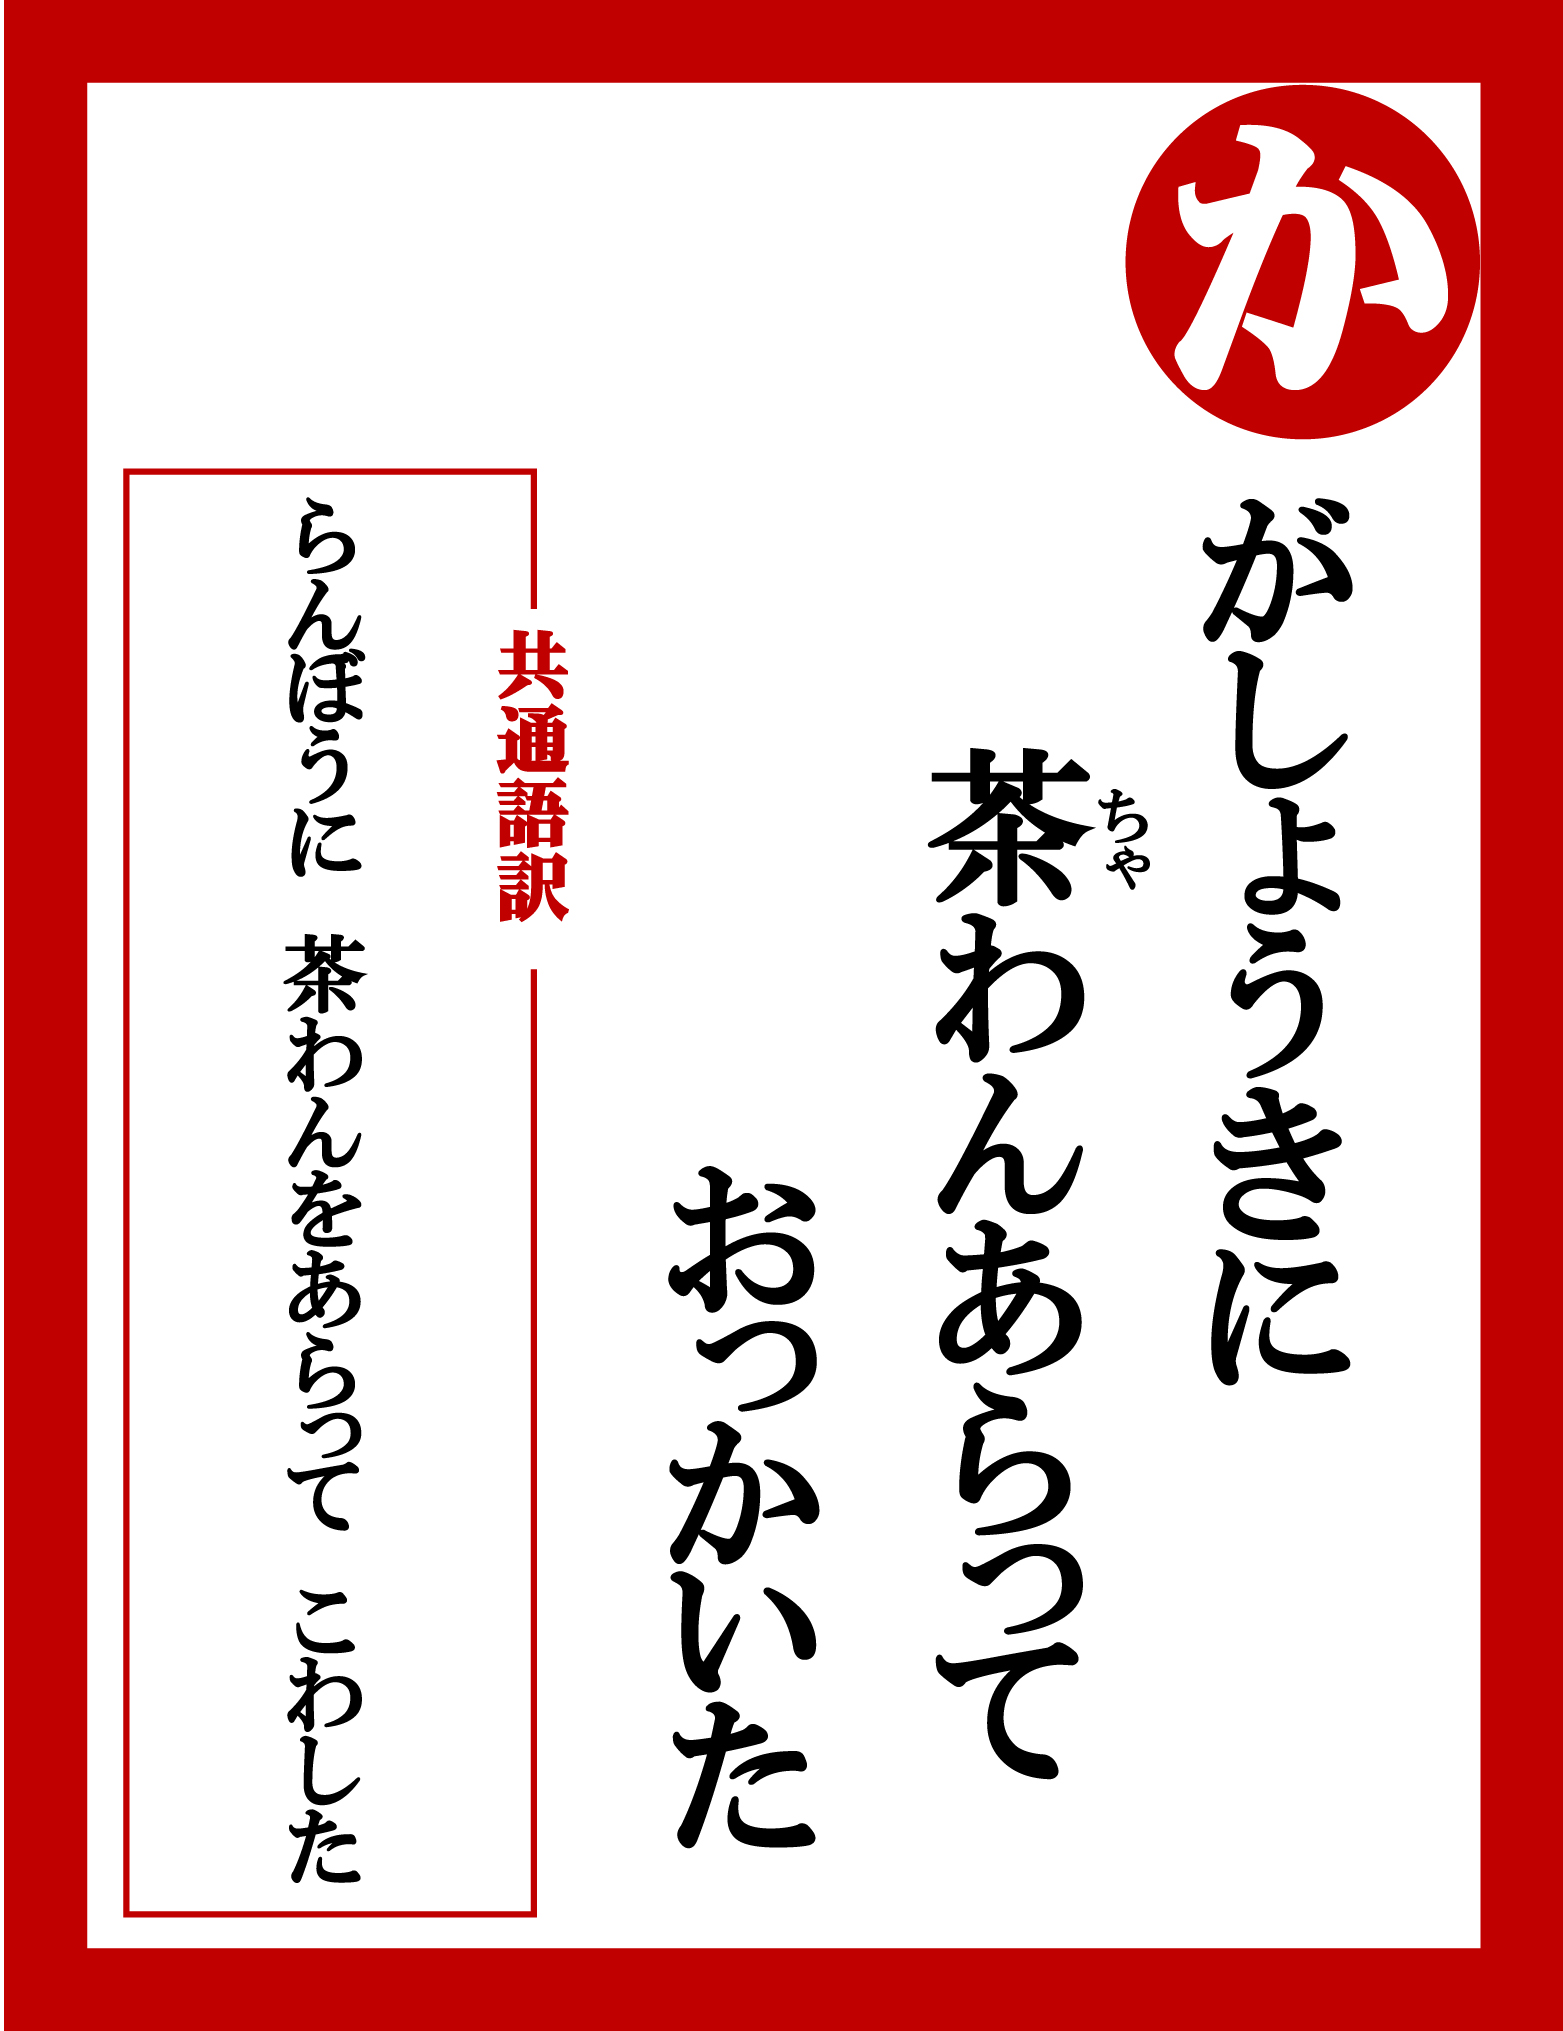 か
がしょうきに
茶わんあらって
ちゃ
おっかいた
共通語訳
らんぼうに　茶わんをあらって　こわした